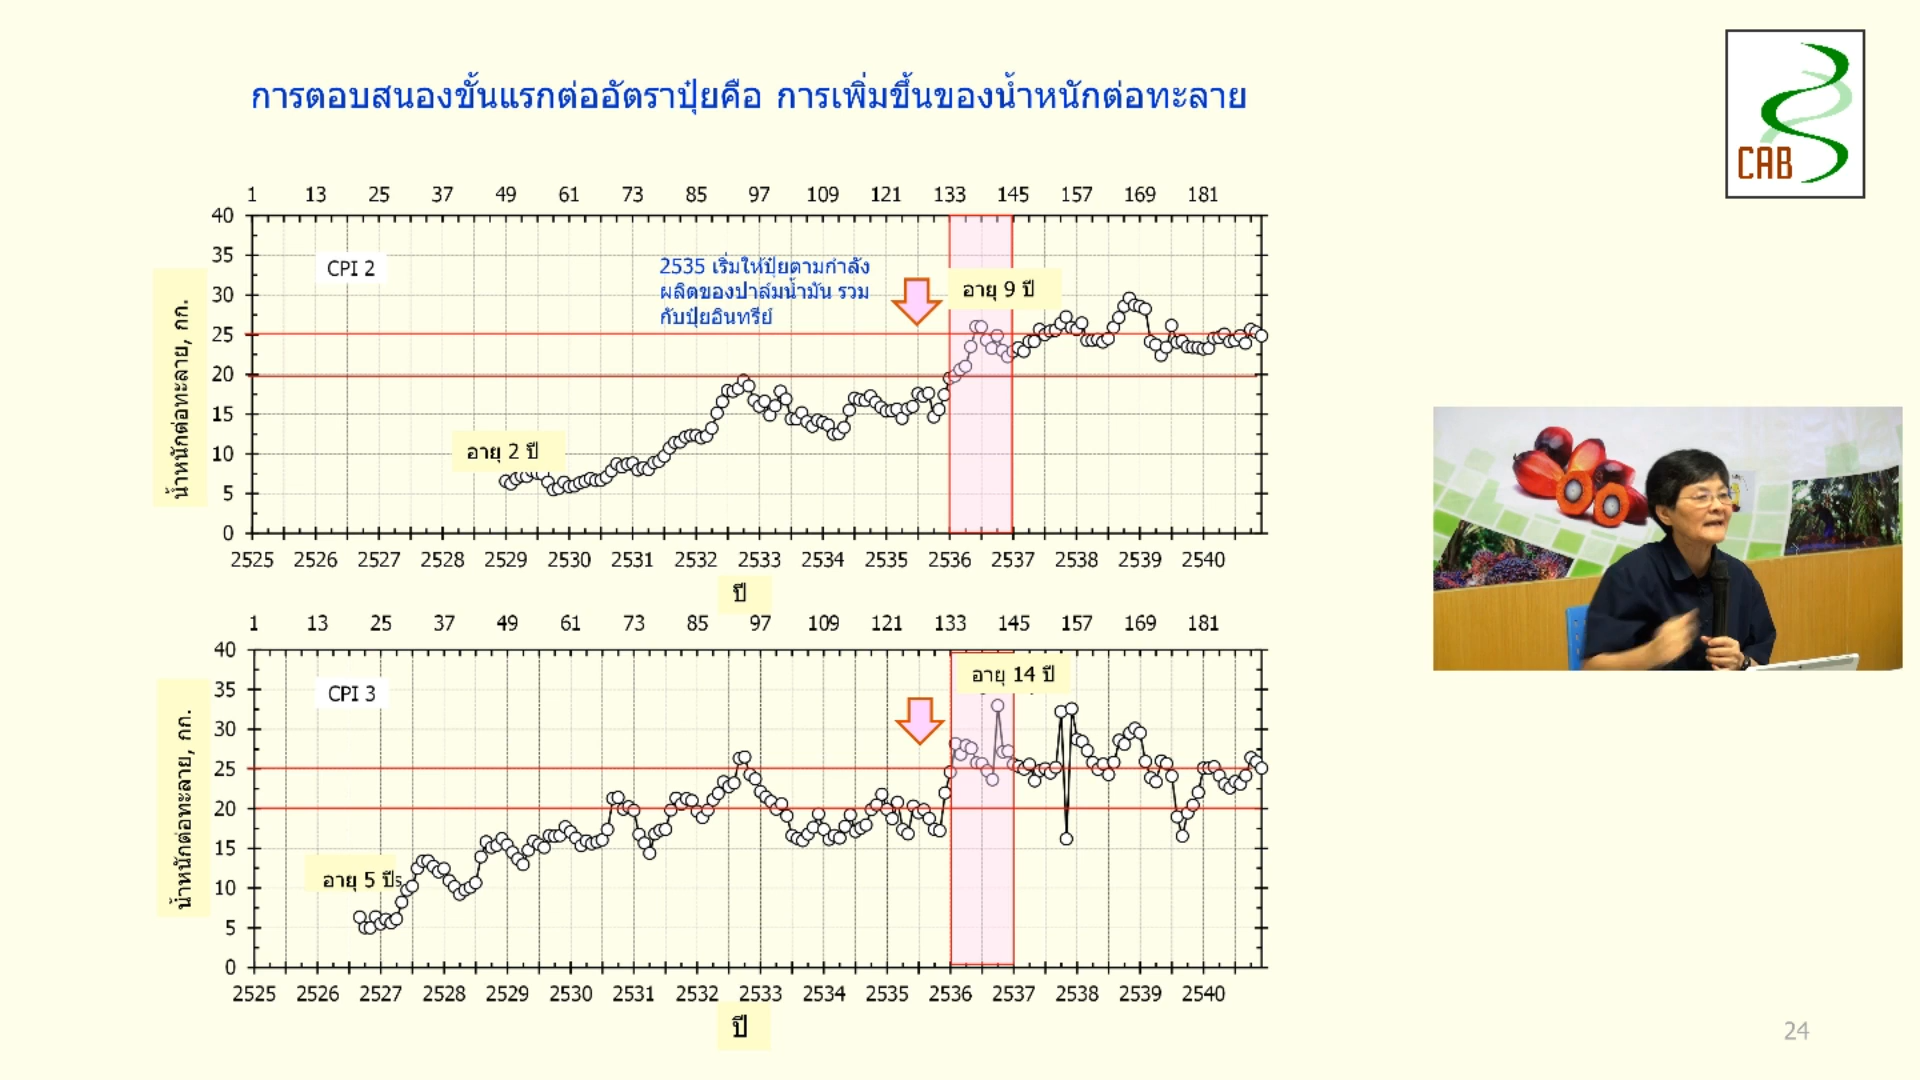 การตอบสนองขั้นแรกต่ออัตราปุ๋ยคือ การเพิ่มขึ้นของน้ำหนักต่อทะลาย
CAB
1 13 25 37 49 61 73 85 97 109 121 133 145 157 169 181
40
35
30
25
20
15
10
5
0
น้ำหนักต่อทะลาย, กก.
CPI 2
2535 เริ่มให้ปุ๋ยตามกำลัง
ผลิตของปาล์มน้ำมัน รวม
กับปุ๋ยอินทรีย์
อายุ 9 ปี
อายุ 2 ปี
2525 2526 2527 2528 2529 2530 2531 2532 2533 2534 2535 2536 2537 2538 2539 2540
ปี
1 13 25 37 49 61 73 85 97 109 121 133 145 157 169 181
40
35
30
25
20
15
10
5
0
น้ำหนักต่อทะลาย, กก.
CPI 3
อายุ 14 ปี
อายุ 5 ปีs
2525 2526 2527 2528 2529 2530 2531 2532 2533 2534 2535 2536 2537 2538 2539 2540
ปี
24